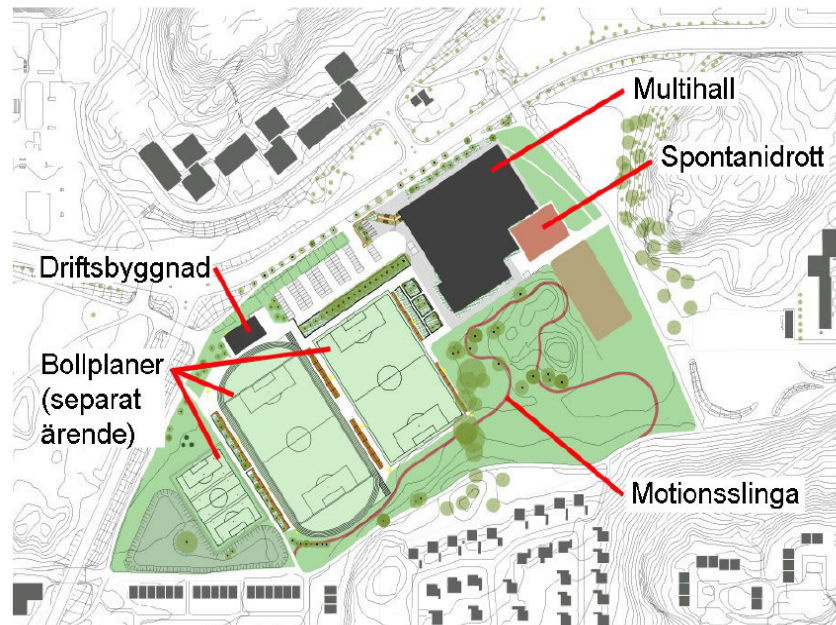 Multihall
Spontanidrott
Driftsbyggnad
Bollplaner
(separat
ärende)
Motionsslinga